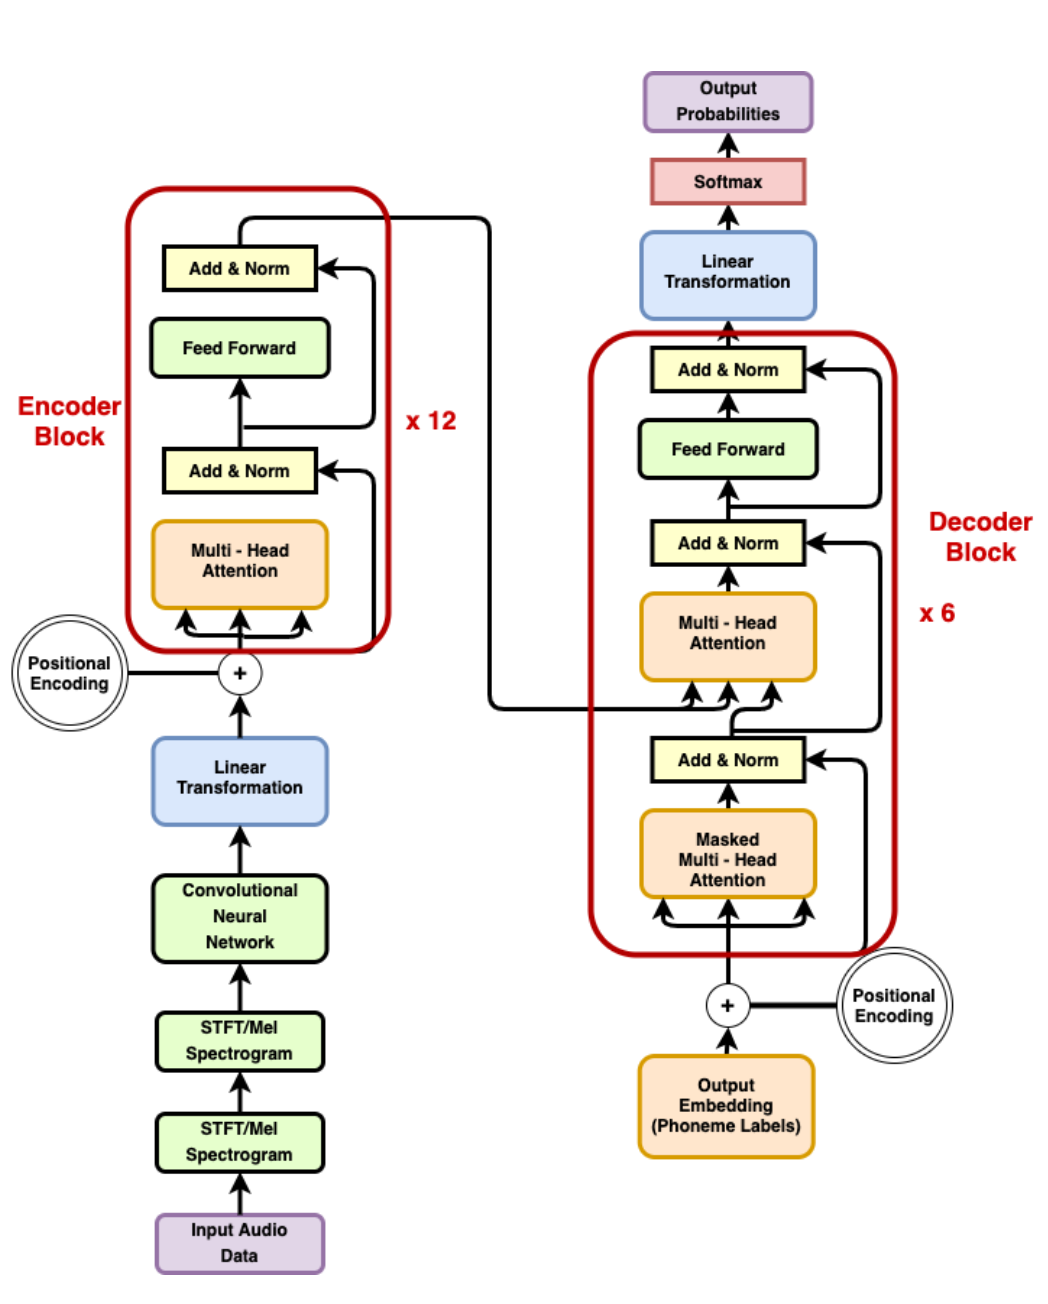 Output
Probabilities
Softmax
Linear
Transformation
Add & Norm
Feed Forward
Add & Norm
Multi - Head
Attention
Add & Norm
Masked
Multi - Head
Attention
Decoder
Block
x 6
+
Positional
Encoding
Output
Embedding
(Phoneme Labels)
Add & Norm
Feed Forward
Encoder
Block
x 12
Add & Norm
Multi - Head
Attention
Positional
Encoding
+
Linear
Transformation
Convolutional
Neural
Network
STFT/Mel
Spectrogram
STFT/Mel
Spectrogram
Input Audio
Data